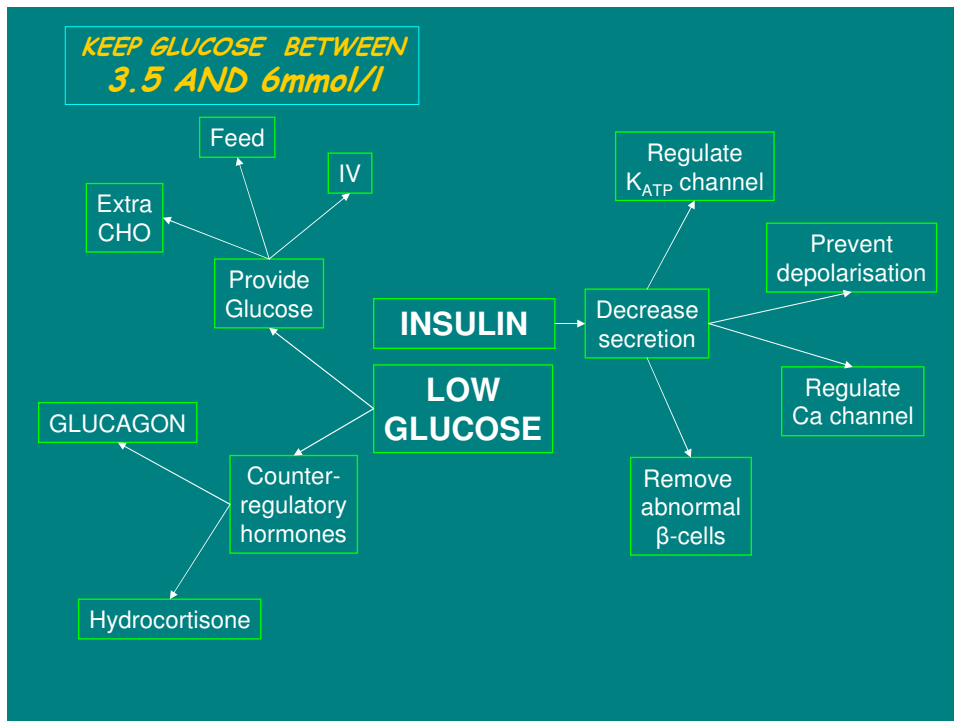 KEEP GLUCOSE BETWEEN
3.5 AND 6mmol/l
Feed
IV
Extra
CHO
Provide
Glucose
INSULIN
LOW
GLUCOSE
GLUCAGON
Counter-
regulatory
hormones
Hydrocortisone
Decrease
secretion
Regulate
K_ATP channel
Prevent
depolarisation
Regulate
Ca channel
Remove
abnormal
β-cells